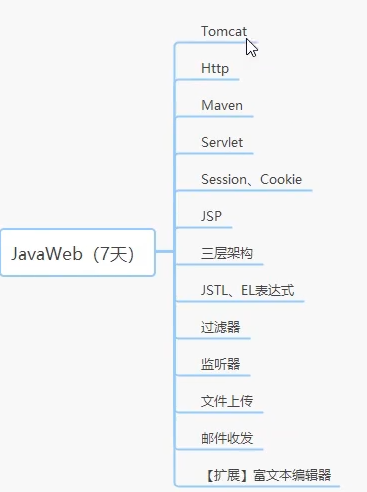 Tomcat
Http
Maven
Servlet
Session、Cookie
JSP
JavaWeb（7天）
三层架构
JSTL、EL表达式
过滤器
监听器
文件上传
邮件收发
【扩展】富文本编辑器